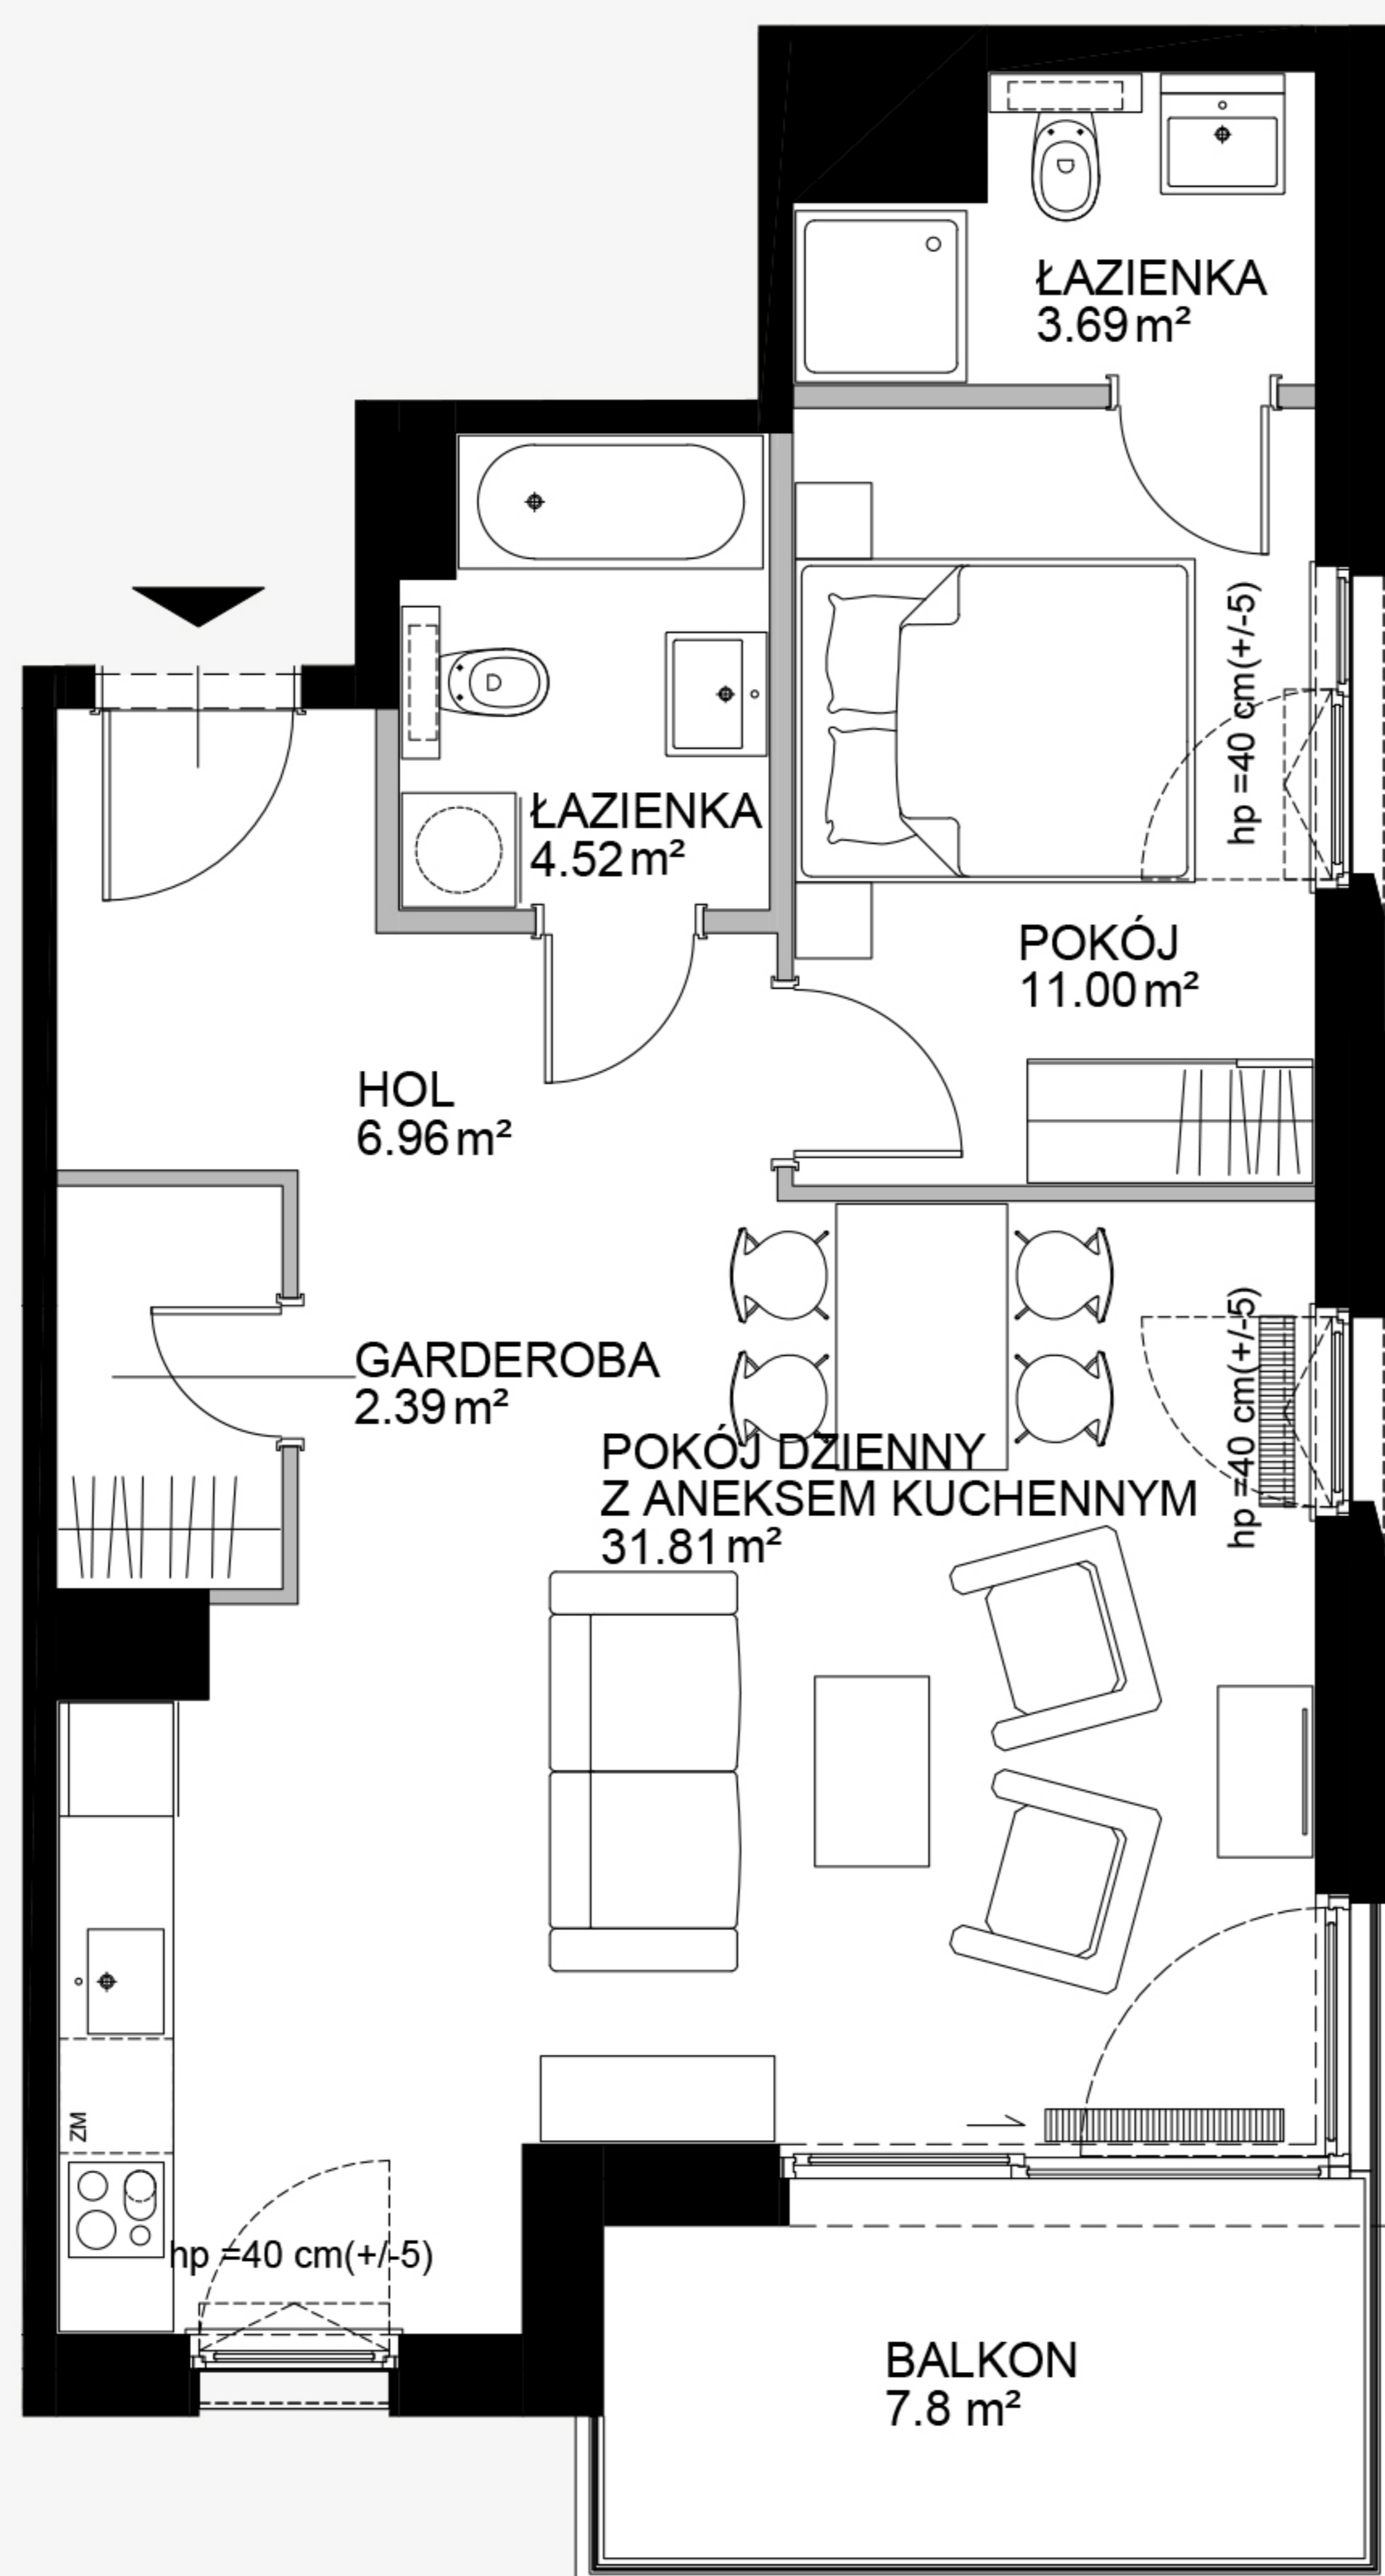 ŁAZIENKA
3.69 m²
hp =40 cm(+/-5)
ŁAZIENKA
4.52 m²
POKÓJ
11.00 m²
HOL
6.96 m²
GARDEROBA
2.39 m²
hp =40 cm(+/-5)
POKÓJ DZIENNY
Z ANEKSEM KUCHENNYM
31.81 m²
ZM
hp =40 cm(+/-5)
BALKON
7.8 m²